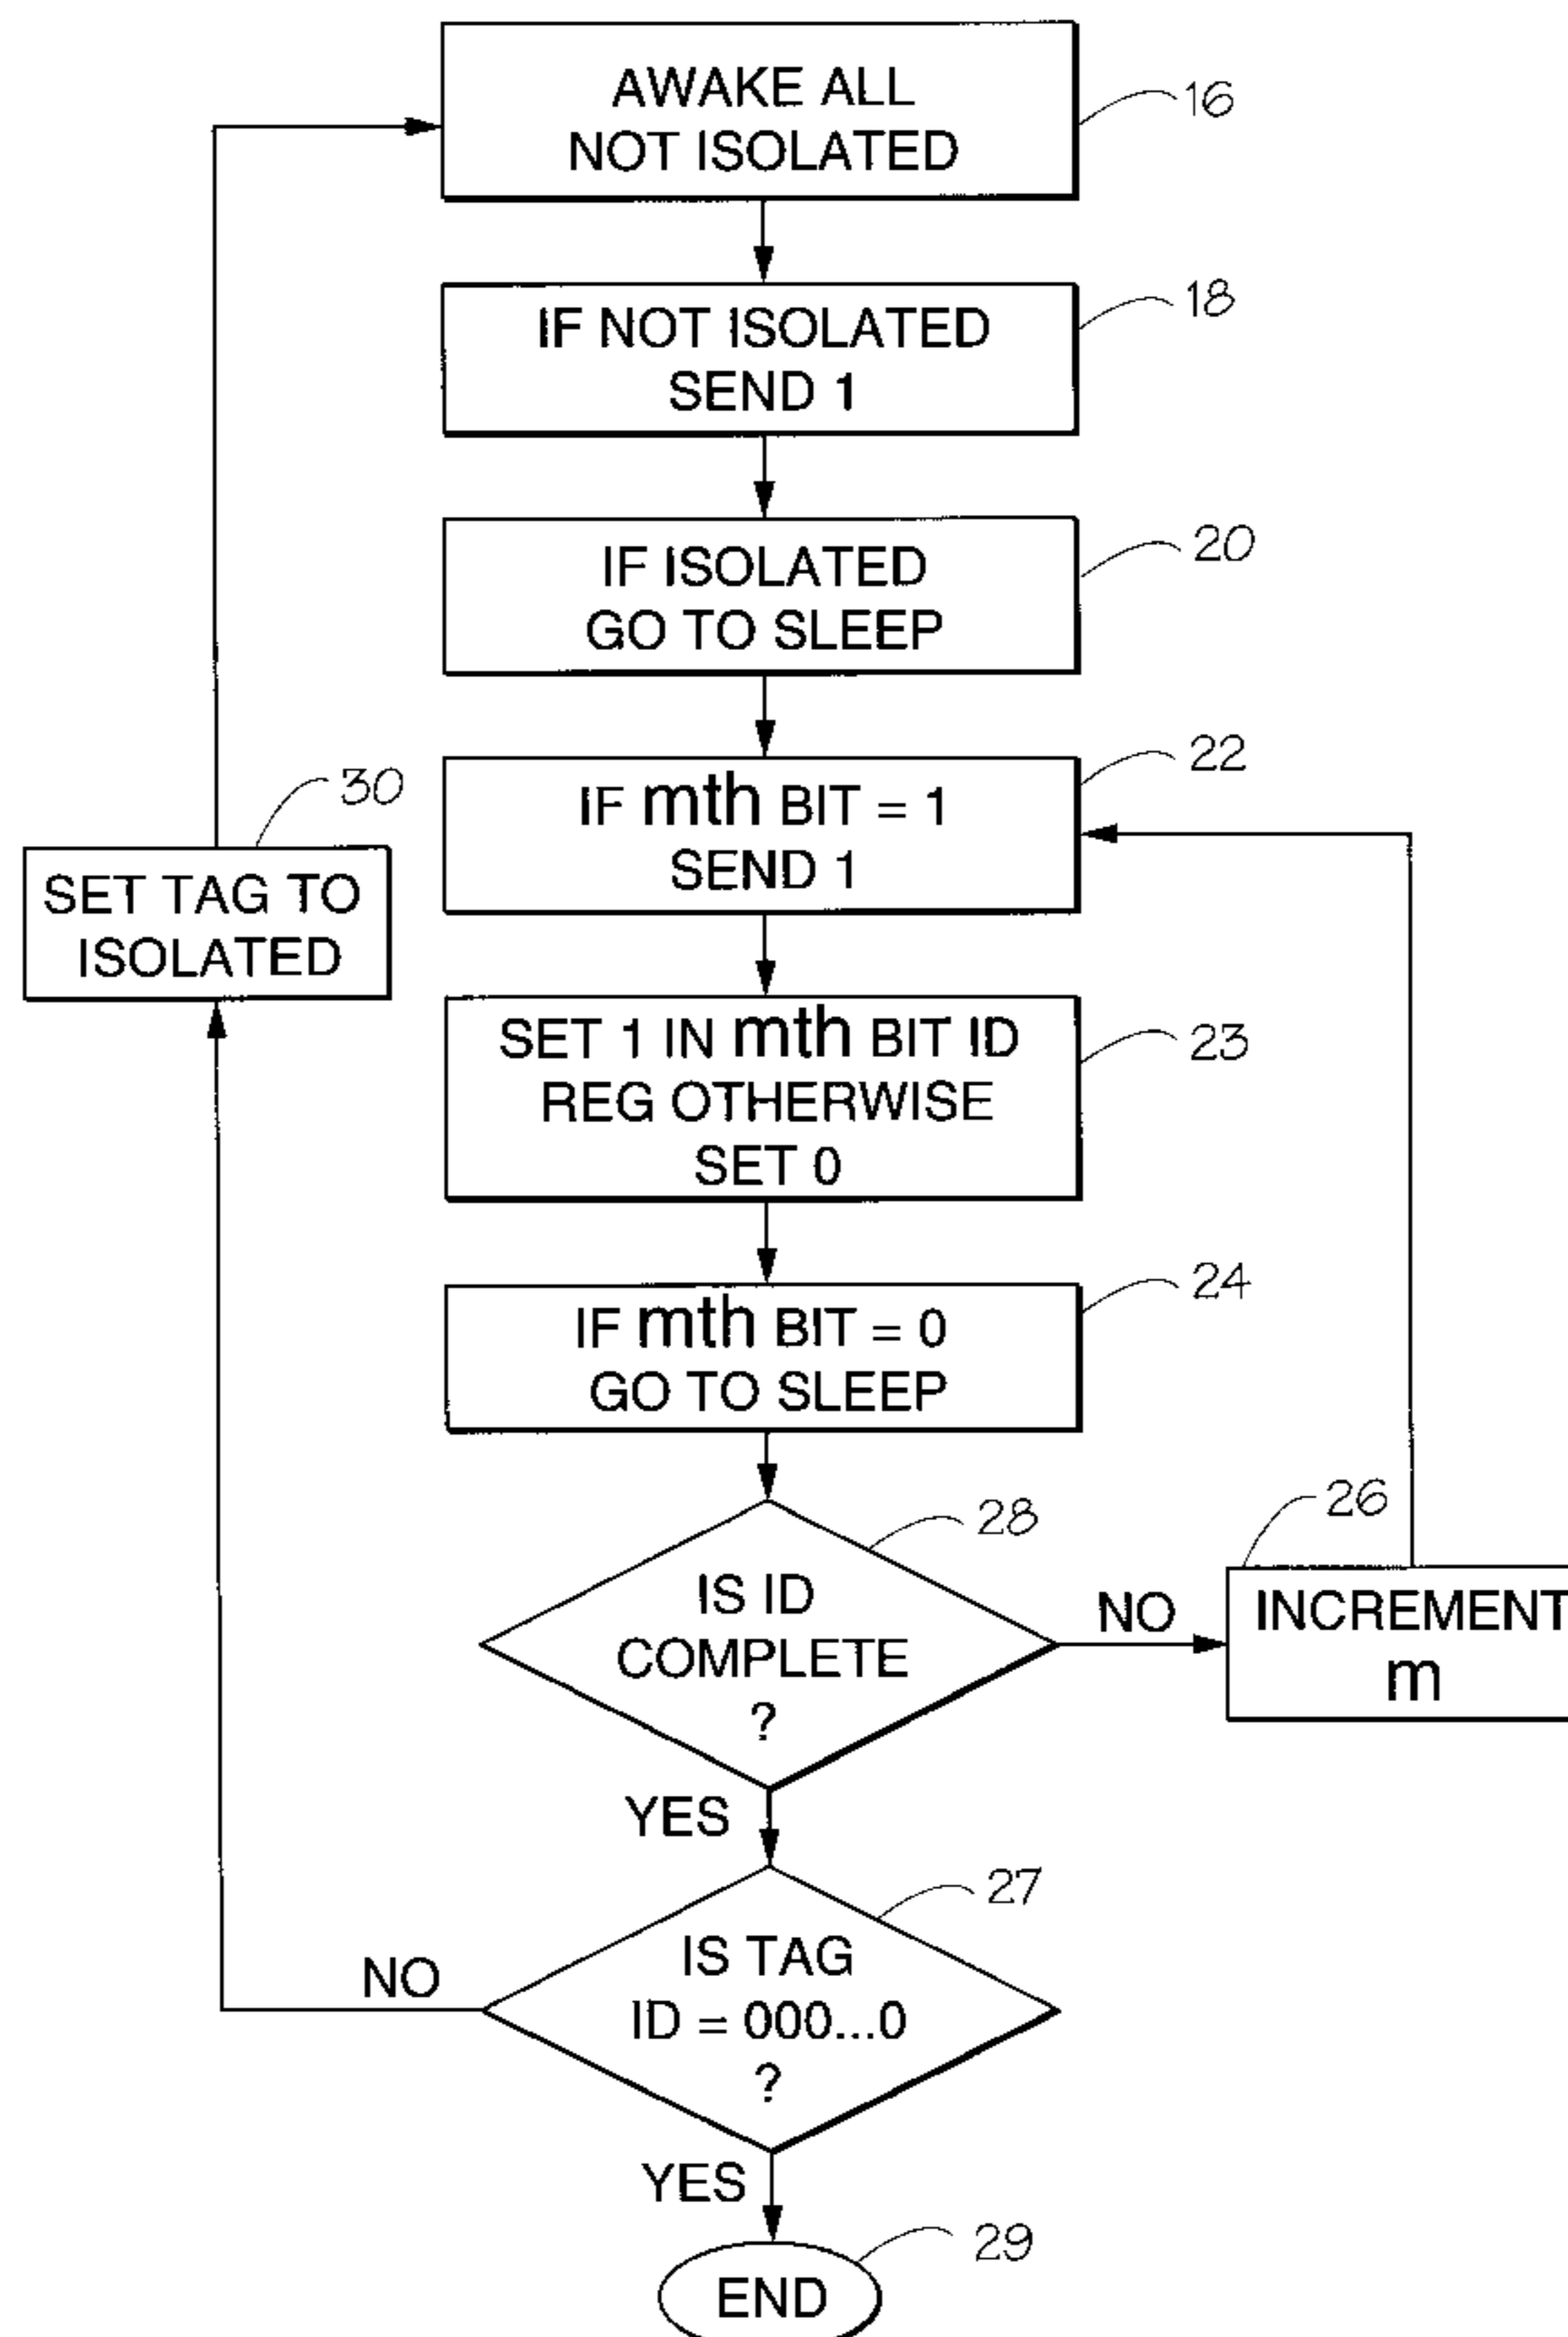 AWAKE ALL
NOT ISOLATED
16
IF NOT ISOLATED
SEND 1
18
IF ISOLATED
GO TO SLEEP
20
IF mth BIT = 1
SEND 1
22
30
SET TAG TO
ISOLATED
SET 1 IN mth BIT ID
REG OTHERWISE
SET 0
23
IF mth BIT = 0
GO TO SLEEP
24
IS ID
COMPLETE
?
28
NO
26
INCREMENT
m
YES
IS TAG
ID = 000...0
?
27
NO
YES
END
29